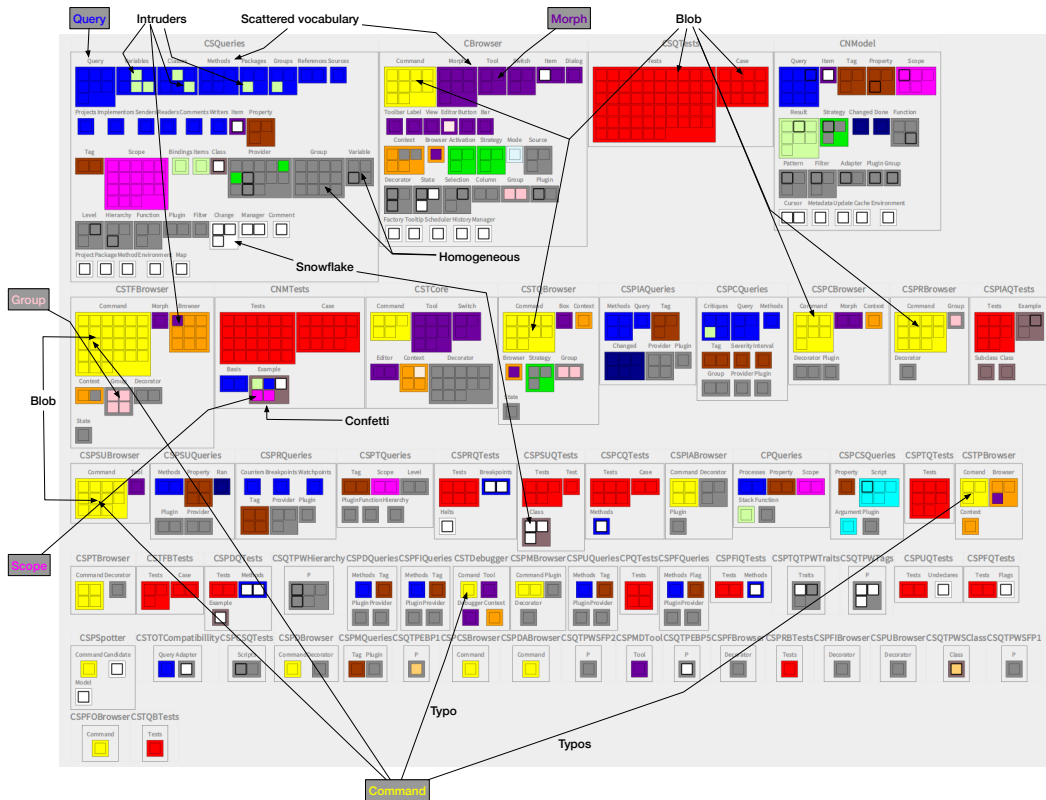 Query Intruders Scattered vocabulary Morph Blob
CSQueries CBrowser CSQTests CNModel
Query Variables Classes Methods Packages Groups References Sources
Command Morph Tool Switch Item Dialog
Tests Case
Query Item Tag Property Scope
Projects Implementors Senders Readers Comments Writers Item Property
Toolbar Label View Editor Button Bar
Result Strategy Changed Done Function
Tag Scope Bindings Items Class Provider Group Variable
Context Browser Activation Strategy Mode Source
Pattern Filter Adapter Plugin Group
Decorator State Selection Column Group Plugin
Level Hierarchy Function Plugin Filter Change Manager Comment
Factory Tooltip Scheduler History Manager
Cursor Metadata Update Cache Environment
Project Package Method Environment Map
Snowflake Homogeneous
Group
CSTFBrowser CNMTests CSTCore CSTQBrowser CSPIAQueries CSPCQueries CSPCBrowser CSPRBrowser CSPIAQTests
Command Morph Browser
Tests Case
Command Tool Switch
Command Box Context
Methods Query Tag
Critiques Query Methods
Command Morph Context
Command Group
Tests Example
Changed Provider Plugin
Tag Severity Interval
Editor Context Decorator
Browser Strategy Group
Decorator Plugin
Decorator
Subclass Class
Basis Example
Group Provider Plugin
Context Group Decorator
State
State
Blob
Confetti
CSPSUBrowser CSPSUQueries CSPRQueries CSPTQueries CSPRQTests CSPSUQTests CSPCQTests CSPIABrowser CPQueries CSPCSQueries CSPTQTests CSTPBrowser
Command Tool
Methods Property Ran
Counters Breakpoints Watchpoints
Tag Scope Level
Tests Breakpoints
Tests Test
Tests Case
Command Decorator
Processes Property Scope
Property Script
Tests
Comand Browser
Plugin Provider
Tag Provider Plugin
Plugin Function Hierarchy
Halts
Class
Methods
Plugin
Stack Function
Argument Plugin
Context
Scope
CSPTBrowser CSTFBTests CSPDQTests CSQTPWHierarchy CSPDQueries CSPFIQueries CSTDebugger CSPMBrowser CSPUQueries CPQTests CSPFQueries CSPFIQTests CSPTQTPWTraits CSQTPWTags CSPUQTests CSPFQTests
Command Decorator
Tests Case
Tests Methods
P
Methods Tag
Methods Tag
Comand Tool
Command Plugin
Methods Tag
Tests
Methods Flag
Tests Methods
Traits
P
Tests Undeclares
Tests Flags
Example
Plugin Provider
Plugin Provider
Debugger Context
Decorator
Plugin Provider
Plugin Provider
CSPSpotter CSTOTCompatibility CSPCSQTests CSPDBrowser CSPMQueries CSQTPEBP1 CSPCSBrowser CSPDABrowser CSQTPWSFP2 CSPMDTool CSQTPEBP5 CSPFBrowser CSPRBTests CSPFIBrowser CSPUBrowser CSQTPWSClass CSQTPWSFP1
Command Candidate
Query Adapter
Scripts
Command Decorator
Tag Plugin
P
Command
Command
Decorator
Tool
P
Decorator
Tests
Decorator
Decorator
Class
P
Model
Typo
CSPFOBrowser CSTQBTests
Command
Tests
Typos
Command